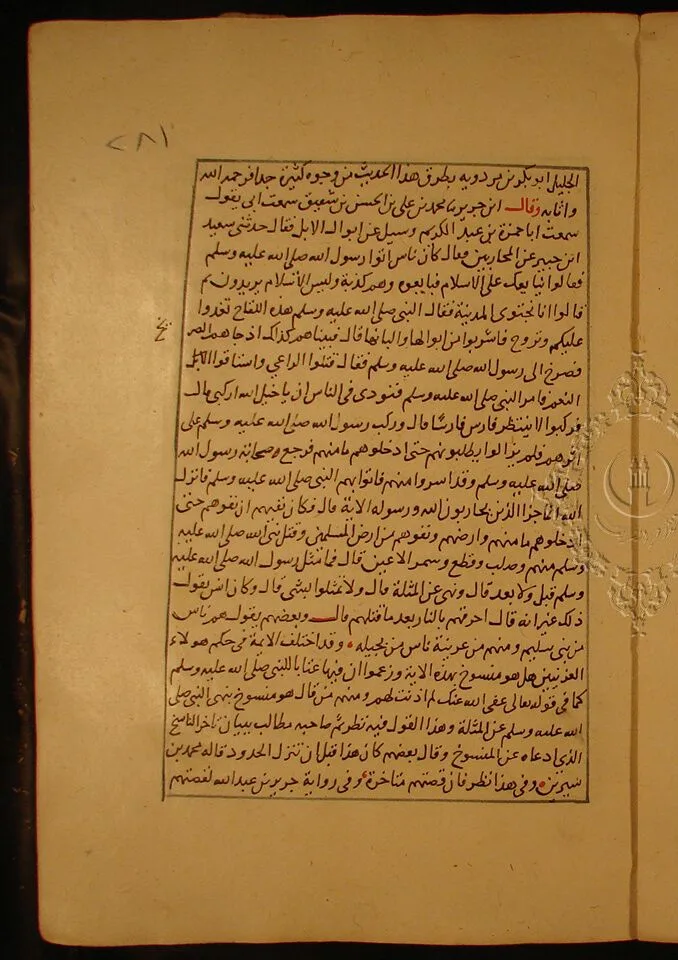 ٢٨١
الجليل ابو بكر بن مردويه بطرق هذا الحديث من وجوه كثيرة جدا فرحمه الله
واثابه وقال ابن جرير ثنا محمد بن علي بن الحسن بن شقيق سمعت ابي يقول
سمعت ابا حمزة بن عبد الكريم وسيل عن ابوال الابل فقال حدثني سعيد
ابن جبير عن المحاربين فقال كان ناس اتوا رسول الله صلى الله عليه وسلم
فقالوا نبايعك على الاسلام فبايعوه وهم كذبة وليس الاسلام يريدون ثم
قالوا انا نجتوى المدينة فقال النبي صلى الله عليه وسلم هذه اللقاح تغدوا
عليكم وتروح فاشربوا من ابوالها والبانها قال فبيناهم كذلك اذ جاهم
فصرخ الى رسول الله صلى الله عليه وسلم فقال قتلوا الراعي واستاقوا
النعم فامر النبي صلى الله عليه وسلم فنودى في الناس ان يا خيل الله اركبي قال
فركبوا لا ينتظر فارس فارسًا قال وركب رسول الله صلى الله عليه وسلم على
اثرهم فلم يزالوا يطلبونهم حتى ادخلوهم مامنهم فرجع صحابة رسول الله
صلى الله عليه وسلم وقد اسروا منهم فاتوا بهم النبي صلى الله عليه وسلم فانزل
الله انما جزا الذين يحاربون الله ورسوله الاية قال فكان نفيهم ان نفوهم حتى
ادخلوهم مامنهم وارضهم ونفوهم من ارض المسلمين وقتل نبي الله صلى الله عليه
وسلم منهم وصلب وقطع وسمر الاعين قال فما مثل رسول الله صلى الله عليه
وسلم قبل ولا بعد قال ونهى عن المثلة قال ولا تمثلوا بشي قال وكان انس يقول
ذلك غير انه قال احرقهم بالنار بعد ما قتلهم قال وبعضهم يقول هم ناس
من بني سليم ومنهم من عرينة ناس من بجيله وقد اختلف الايمة في حكم هولاء
العرنيين هل هو منسوخ بهذه الاية وزعموا ان فيها عتابا للنبي صلى الله عليه وسلم
كما في قوله تعالى عفى الله عنك لم اذنت لهم ومنهم من قال هو منسوخ بنهي النبي صلى
الله عليه وسلم عن المثلة وهذا القول فيه نظر ثم صاحبه مطالب ببيان تاخر الناسخ
الذي ادعاه عن المنسوخ وقال بعضهم كان هذا قبل ان تنزل الحدود قاله محمد بن
سيرين وفي هذا نظر فان قصتهم متاخرة وفي رواية جرير بن عبد الله لقصتهم